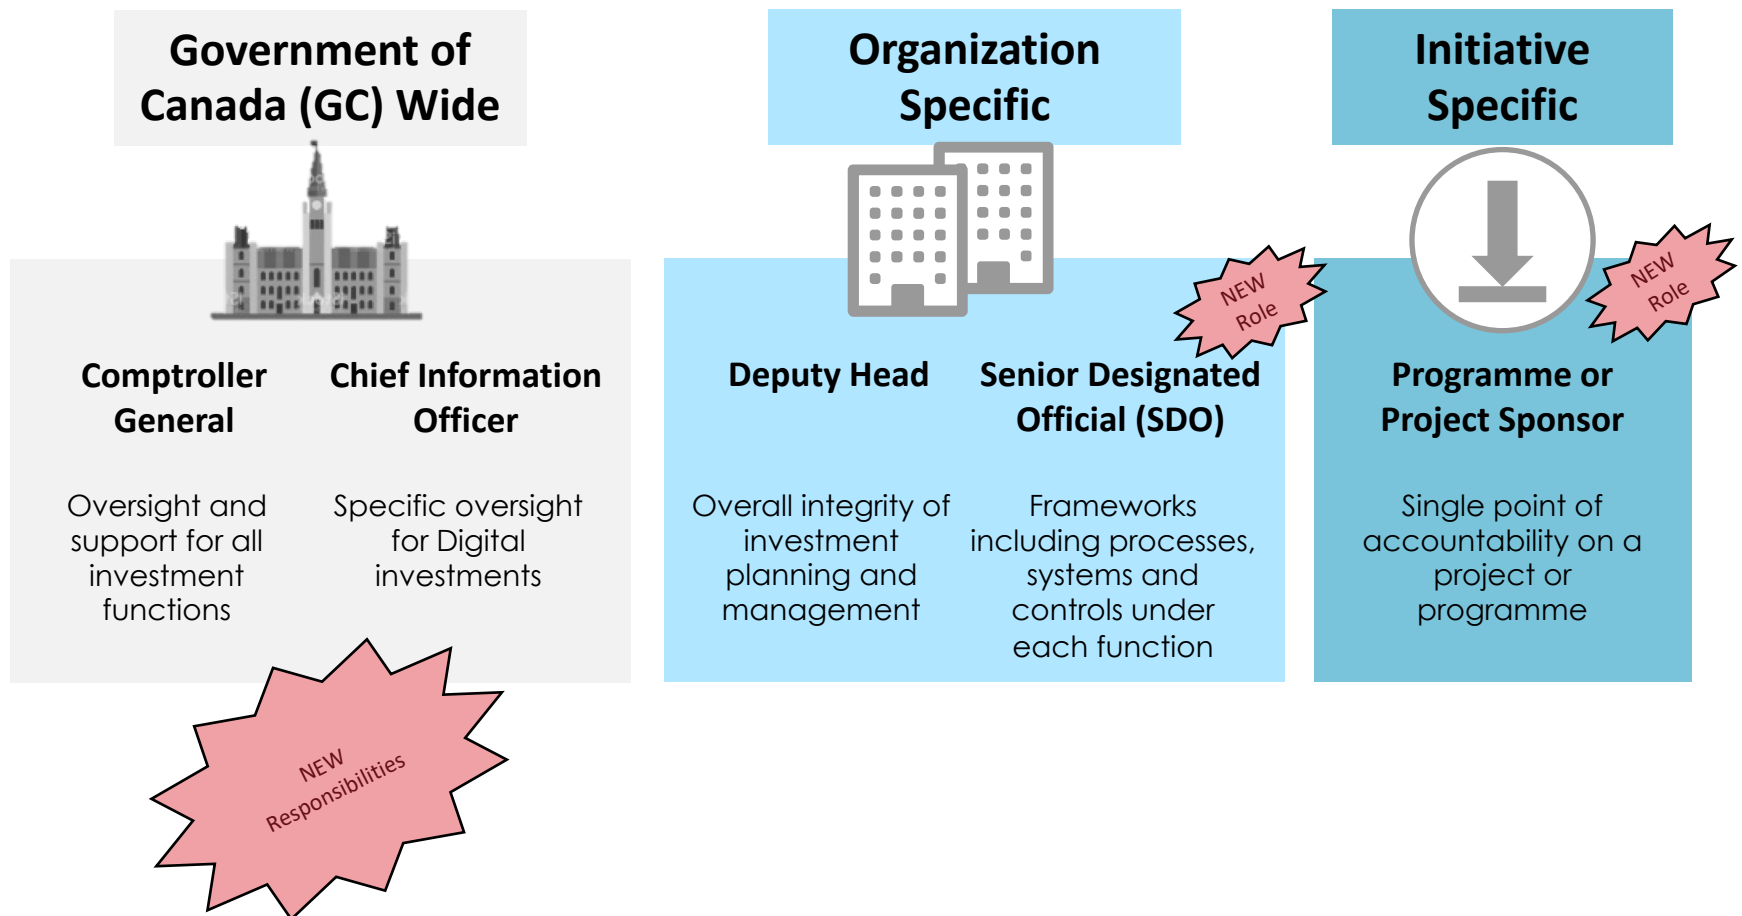 Government of
Canada (GC) Wide
Comptroller
General
Oversight and
support for all
investment
functions
Chief Information
Officer
Specific oversight
for Digital
investments
NEW
Responsibilities
Organization
Specific
Deputy Head
Overall integrity of
investment
planning and
management
NEW
Role
Senior Designated
Official (SDO)
Frameworks
including processes,
systems and
controls under
each function
Initiative
Specific
NEW
Role
Programme or
Project Sponsor
Single point of
accountability on a
project or
programme